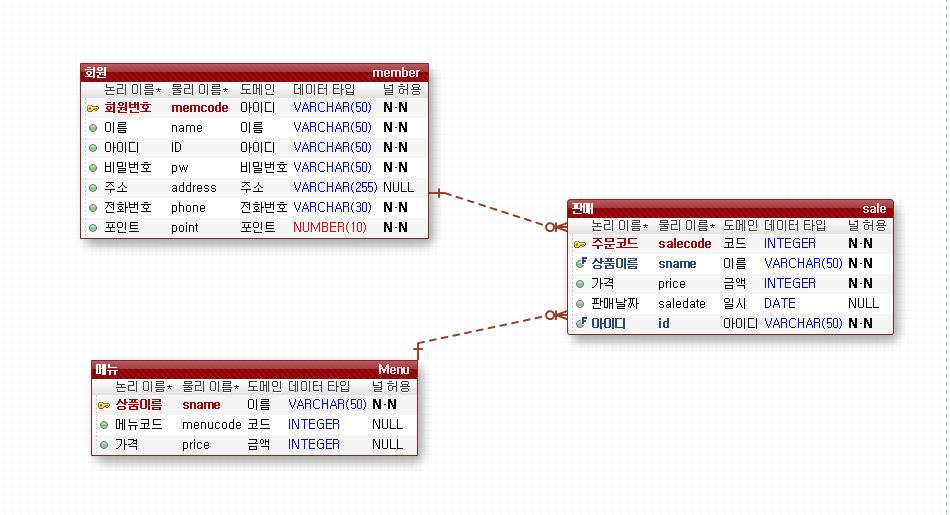 회원 member
논리 이름* 물리 이름* 도메인 데이터 타입 널 허용
회원번호 memcode 아이디 VARCHAR(50) N-N
이름 name 이름 VARCHAR(50) N-N
아이디 ID 아이디 VARCHAR(50) N-N
비밀번호 pw 비밀번호 VARCHAR(50) N-N
주소 address 주소 VARCHAR(255) NULL
전화번호 phone 전화번호 VARCHAR(30) N-N
포인트 point 포인트 NUMBER(10) N-N
판매 sale
논리 이름* 물리 이름* 도메인 데이터 타입 널 허용
주문코드 salecode 코드 INTEGER N-N
F 상품이름 sname 이름 VARCHAR(50) N-N
가격 price 금액 INTEGER N-N
판매날짜 saledate 일시 DATE NULL
F 아이디 id 아이디 VARCHAR(50) N-N
메뉴 Menu
논리 이름* 물리 이름* 도메인 데이터 타입 널 허용
상품이름 sname 이름 VARCHAR(50) N-N
메뉴코드 menucode 코드 INTEGER NULL
가격 price 금액 INTEGER NULL